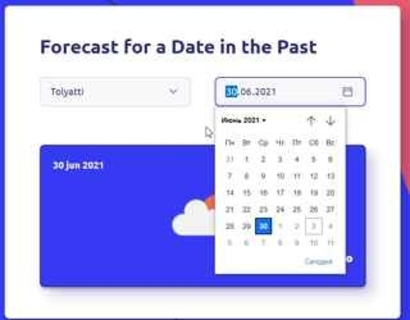 Forecast for a Date in the Past
Tolyatti
30.06.2021
Июнь 2021
Пн Вт Ср Чт Пт Сб Вс
31 1 2 3 4 5 6
7 8 9 10 11 12 13
14 15 16 17 18 19 20
21 22 23 24 25 26 27
28 29 30 1 2 3 4
5 6 7 8 9 10 11
Сегодня
30 jun 2021